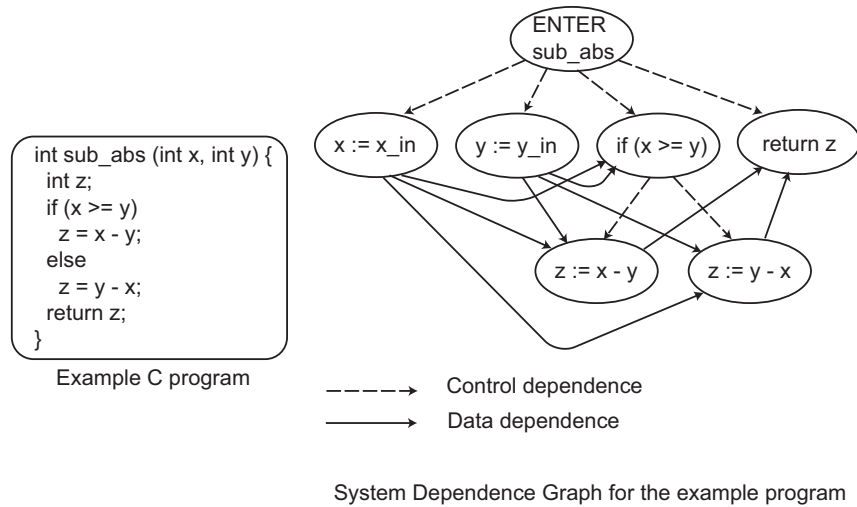 ENTER
sub_abs
x := x_in
y := y_in
if (x >= y)
return z
z := x - y
z := y - x
int sub_abs (int x, int y) {
int z;
if (x >= y)
z = x - y;
else
z = y - x;
return z;
}
Example C program
Control dependence
Data dependence
System Dependence Graph for the example program